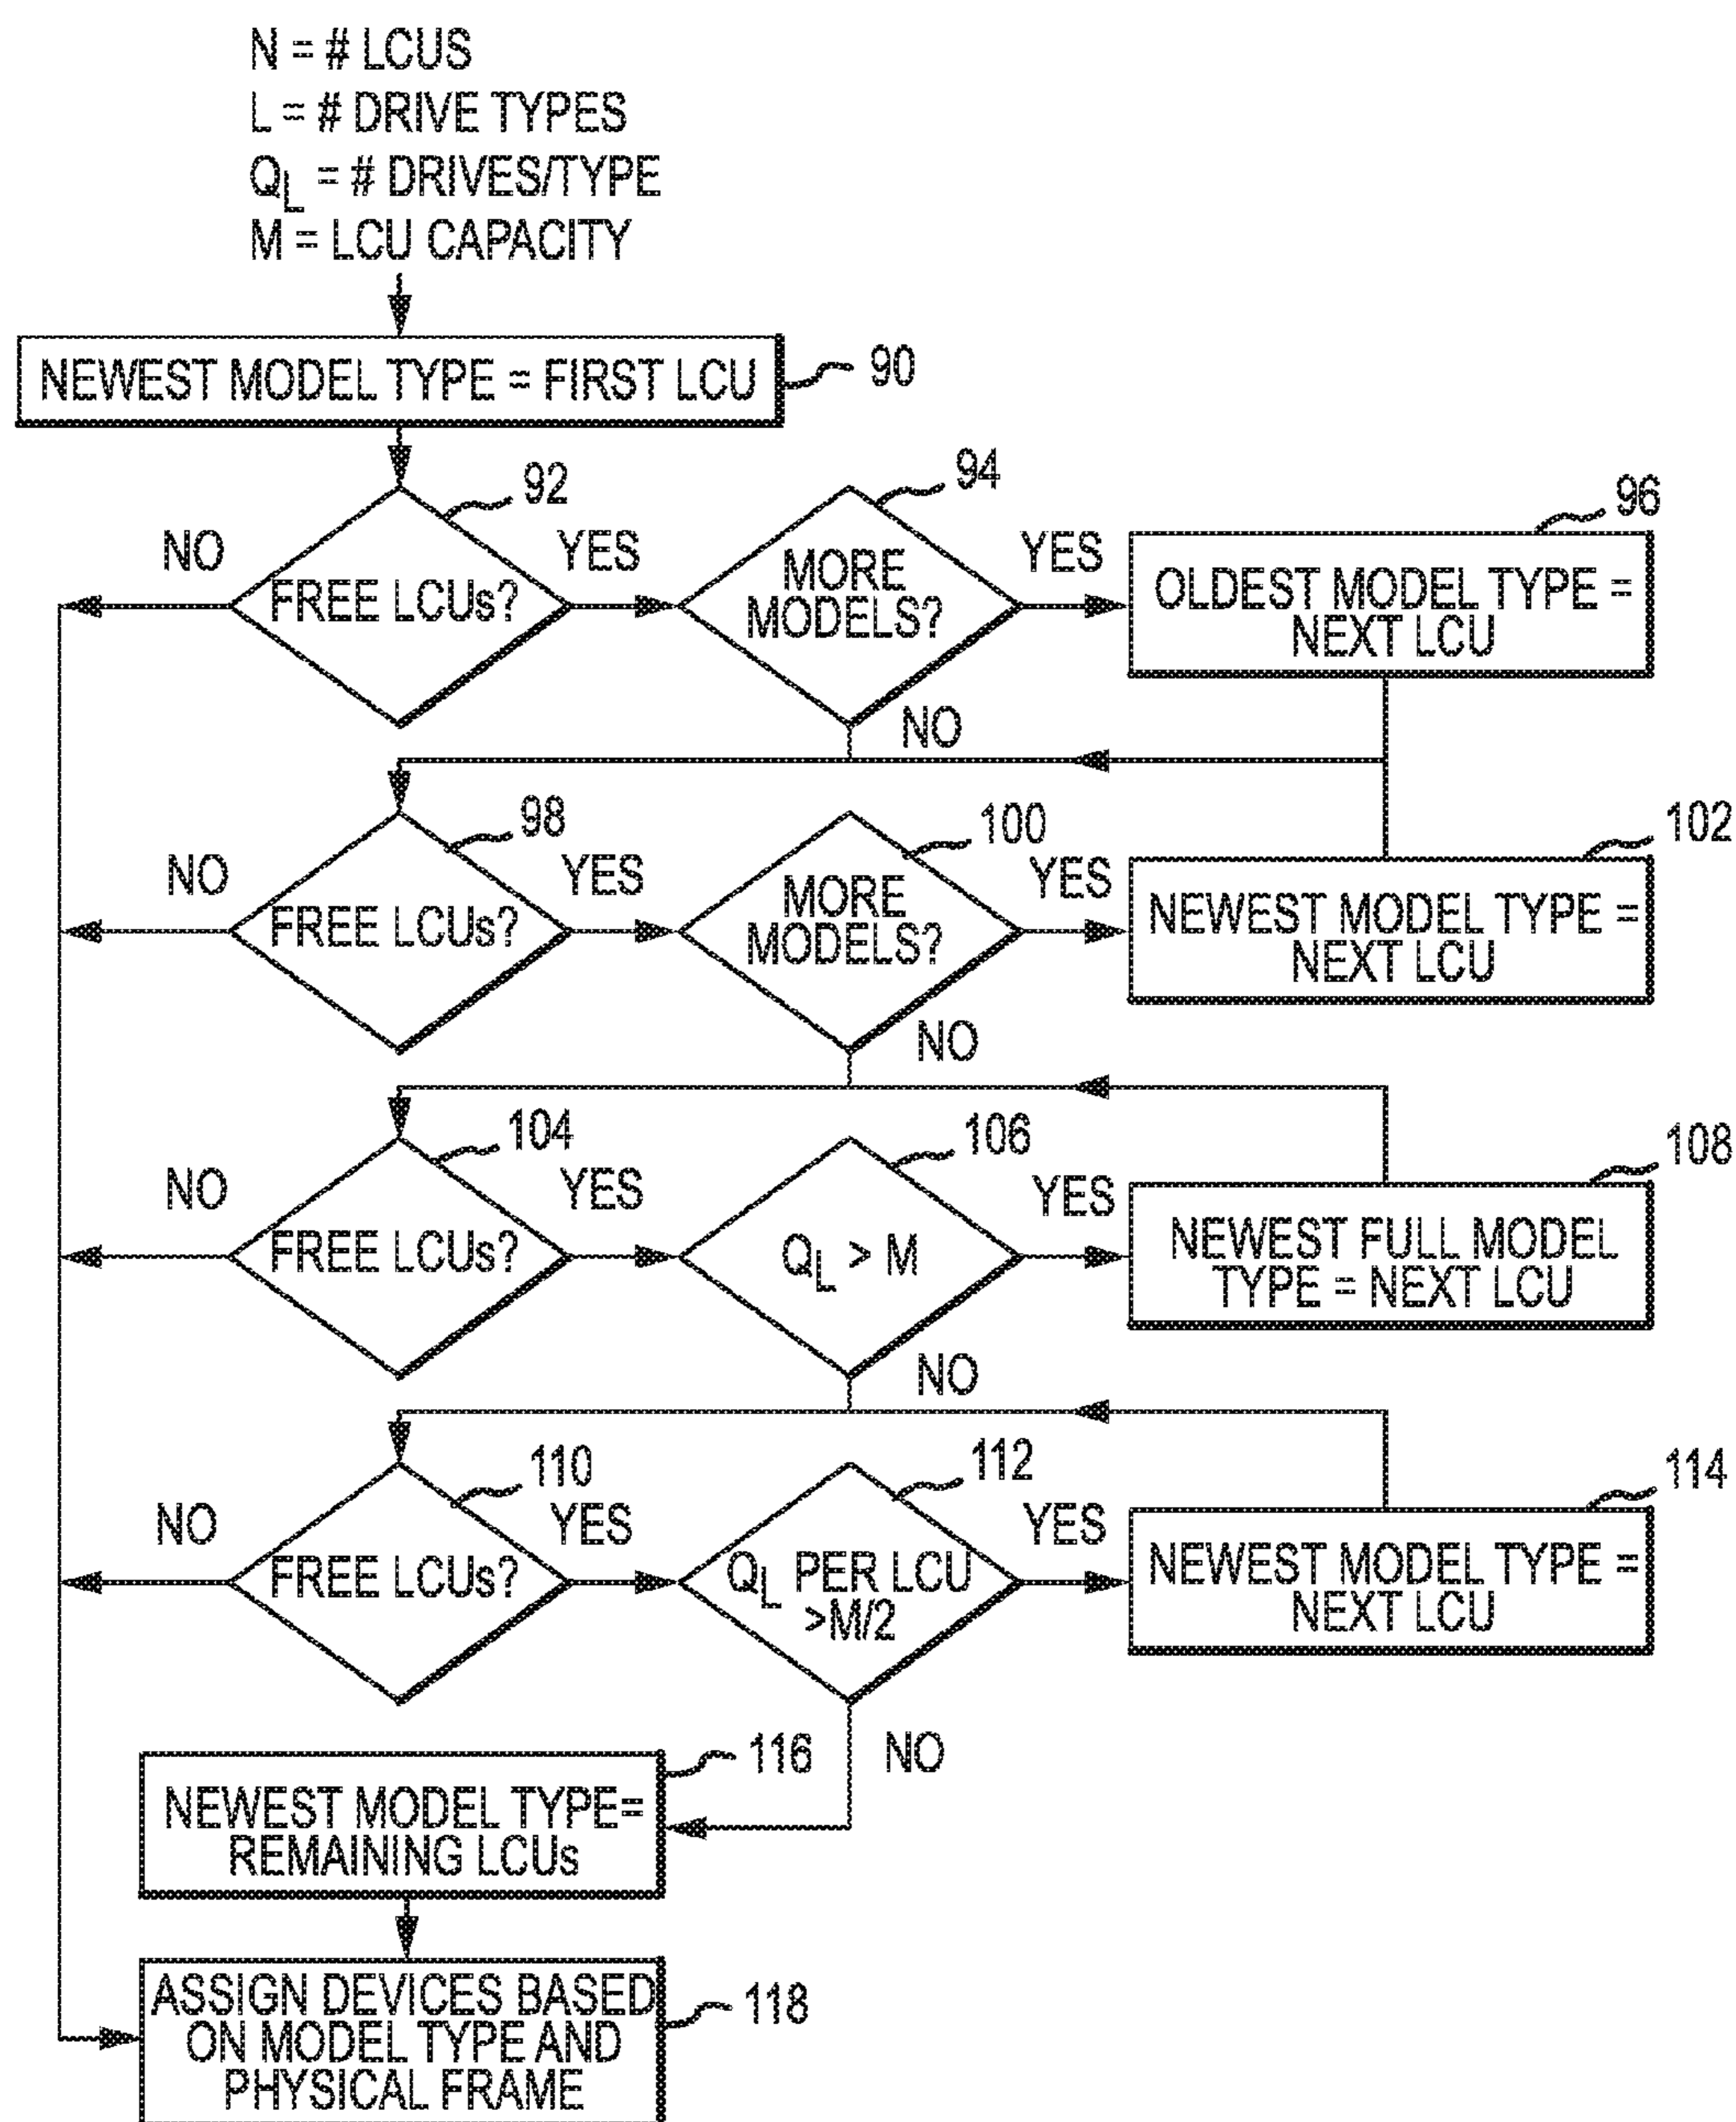 N = # LCUS
L = # DRIVE TYPES
QL = # DRIVES/TYPE
M = LCU CAPACITY
NEWEST MODEL TYPE = FIRST LCU
90
92
94
96
NO
FREE LCUs?
YES
MORE
MODELS?
YES
OLDEST MODEL TYPE =
NEXT LCU
NO
98
100
102
NO
FREE LCUs?
YES
MORE
MODELS?
YES
NEWEST MODEL TYPE =
NEXT LCU
NO
104
106
108
NO
FREE LCUs?
YES
QL > M
YES
NEWEST FULL MODEL
TYPE = NEXT LCU
NO
110
112
114
NO
FREE LCUs?
YES
QL PER LCU
>M/2
YES
NEWEST MODEL TYPE =
NEXT LCU
NO
116
NEWEST MODEL TYPE=
REMAINING LCUs
ASSIGN DEVICES BASED
ON MODEL TYPE AND
PHYSICAL FRAME
118